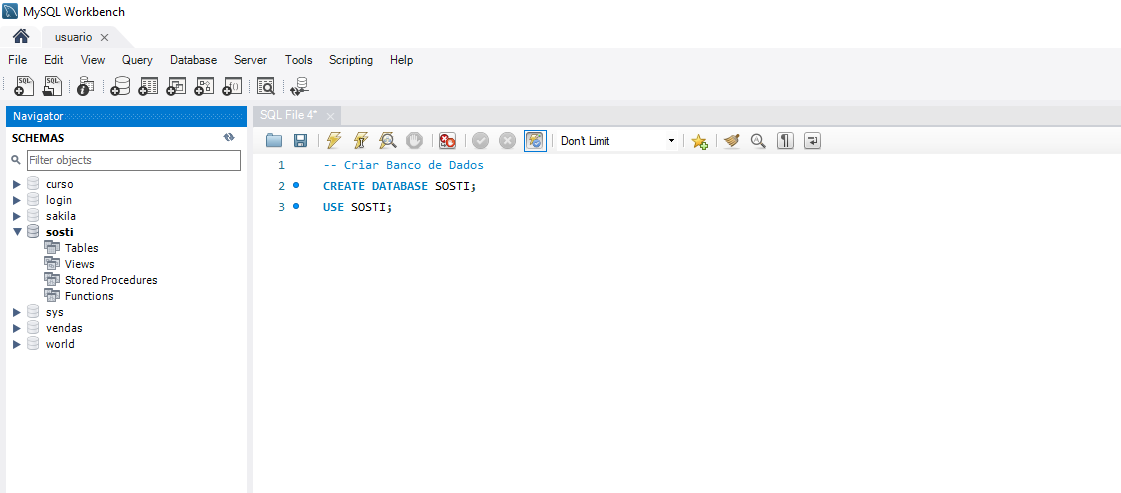 MySQL Workbench
usuario
File Edit View Query Database Server Tools Scripting Help
Navigator
SCHEMAS
Filter objects
curso
login
sakila
sosti
Tables
Views
Stored Procedures
Functions
sys
vendas
world
SQL File 4*
Don't Limit
1 -- Criar Banco de Dados
2 CREATE DATABASE SOSTI;
3 USE SOSTI;